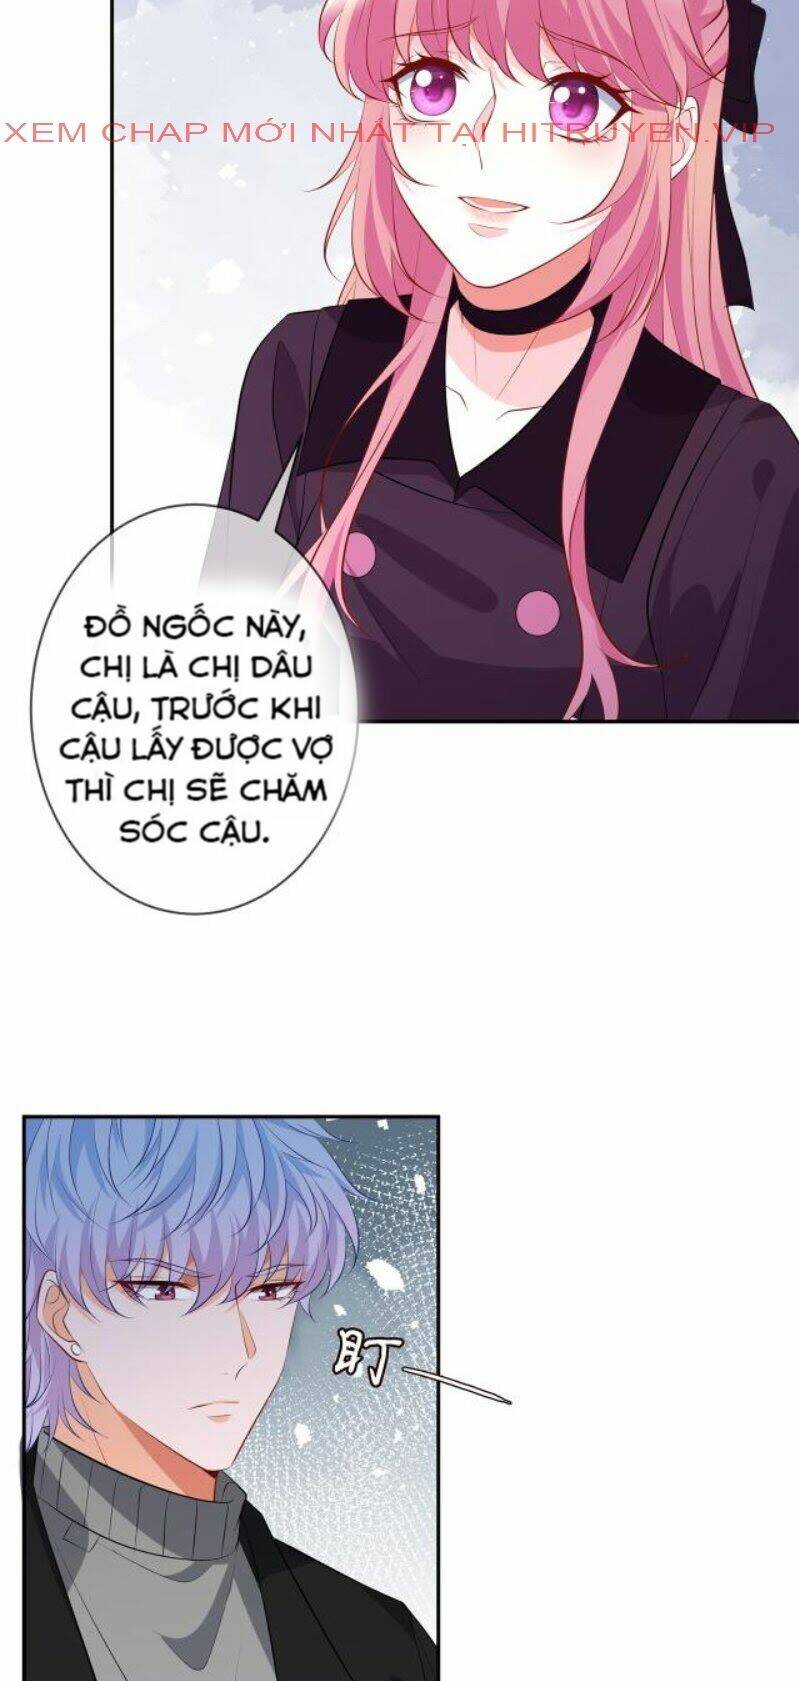 XEM CHAP MỚI NHẤT TẠI HITRUYEN.VIP
ĐỒ NGỐC NÀY,
CHỊ LÀ CHỊ DÂU
CẬU, TRƯỚC KHI
CẬU LẤY ĐƯỢC VỢ
THÌ CHỊ SẼ CHĂM
SÓC CẬU.
盯